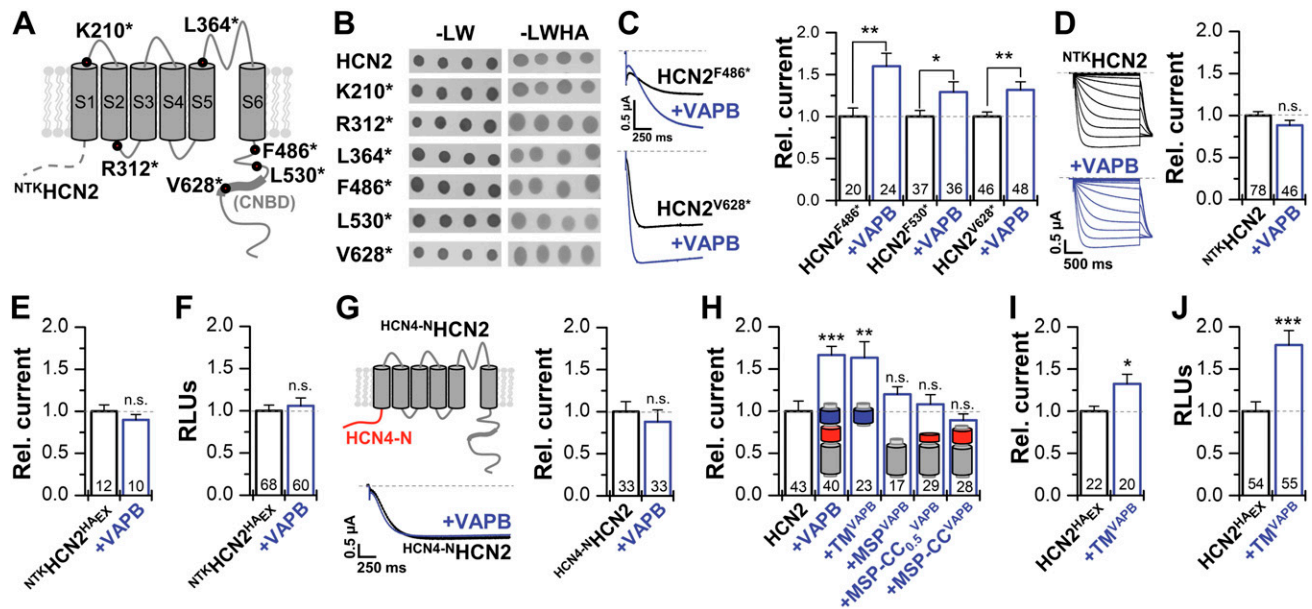 A
K210*
L364*
S1
S2
S3
S4
S5
S6
NTKHCN2
R312*
F486*
L530*
V628*
(CNBD)
B
-LW
-LWHA
HCN2
K210*
R312*
L364*
F486*
L530*
V628*
C
HCN2F486*
+VAPB
0.5 µA
250 ms
HCN2V628*
+VAPB
Rel. current
2.0
1.5
1.0
0.5
0.0
**
*
**
20
24
37
36
46
48
HCN2F486*
+VAPB
HCN2F530*
+VAPB
HCN2V628*
+VAPB
D
NTKHCN2
+VAPB
0.5 µA
500 ms
Rel. current
2.0
1.5
1.0
0.5
0.0
n.s.
78
46
NTKHCN2
+VAPB
E
Rel. current
2.0
1.5
1.0
0.5
0.0
n.s.
12
10
NTKHCN2HAEX
+VAPB
F
RLUs
2.0
1.5
1.0
0.5
0.0
n.s.
68
60
NTKHCN2HAEX
+VAPB
G
HCN4-NHCN2
HCN4-N
+VAPB
HCN4-NHCN2
0.5 µA
250 ms
Rel. current
2.0
1.5
1.0
0.5
0.0
n.s.
33
33
HCN4-NHCN2
+VAPB
H
Rel. current
2.0
1.5
1.0
0.5
0.0
***
**
n.s.
n.s.
n.s.
43
40
23
17
29
28
HCN2
+VAPB
+TMVAPB
+MSPVAPB
+MSP-CC0.5VAPB
+MSP-CCVAPB
I
Rel. current
2.0
1.5
1.0
0.5
0.0
*
22
20
HCN2HAEX
+TMVAPB
J
RLUs
2.0
1.5
1.0
0.5
0.0
***
54
55
HCN2HAEX
+TMVAPB